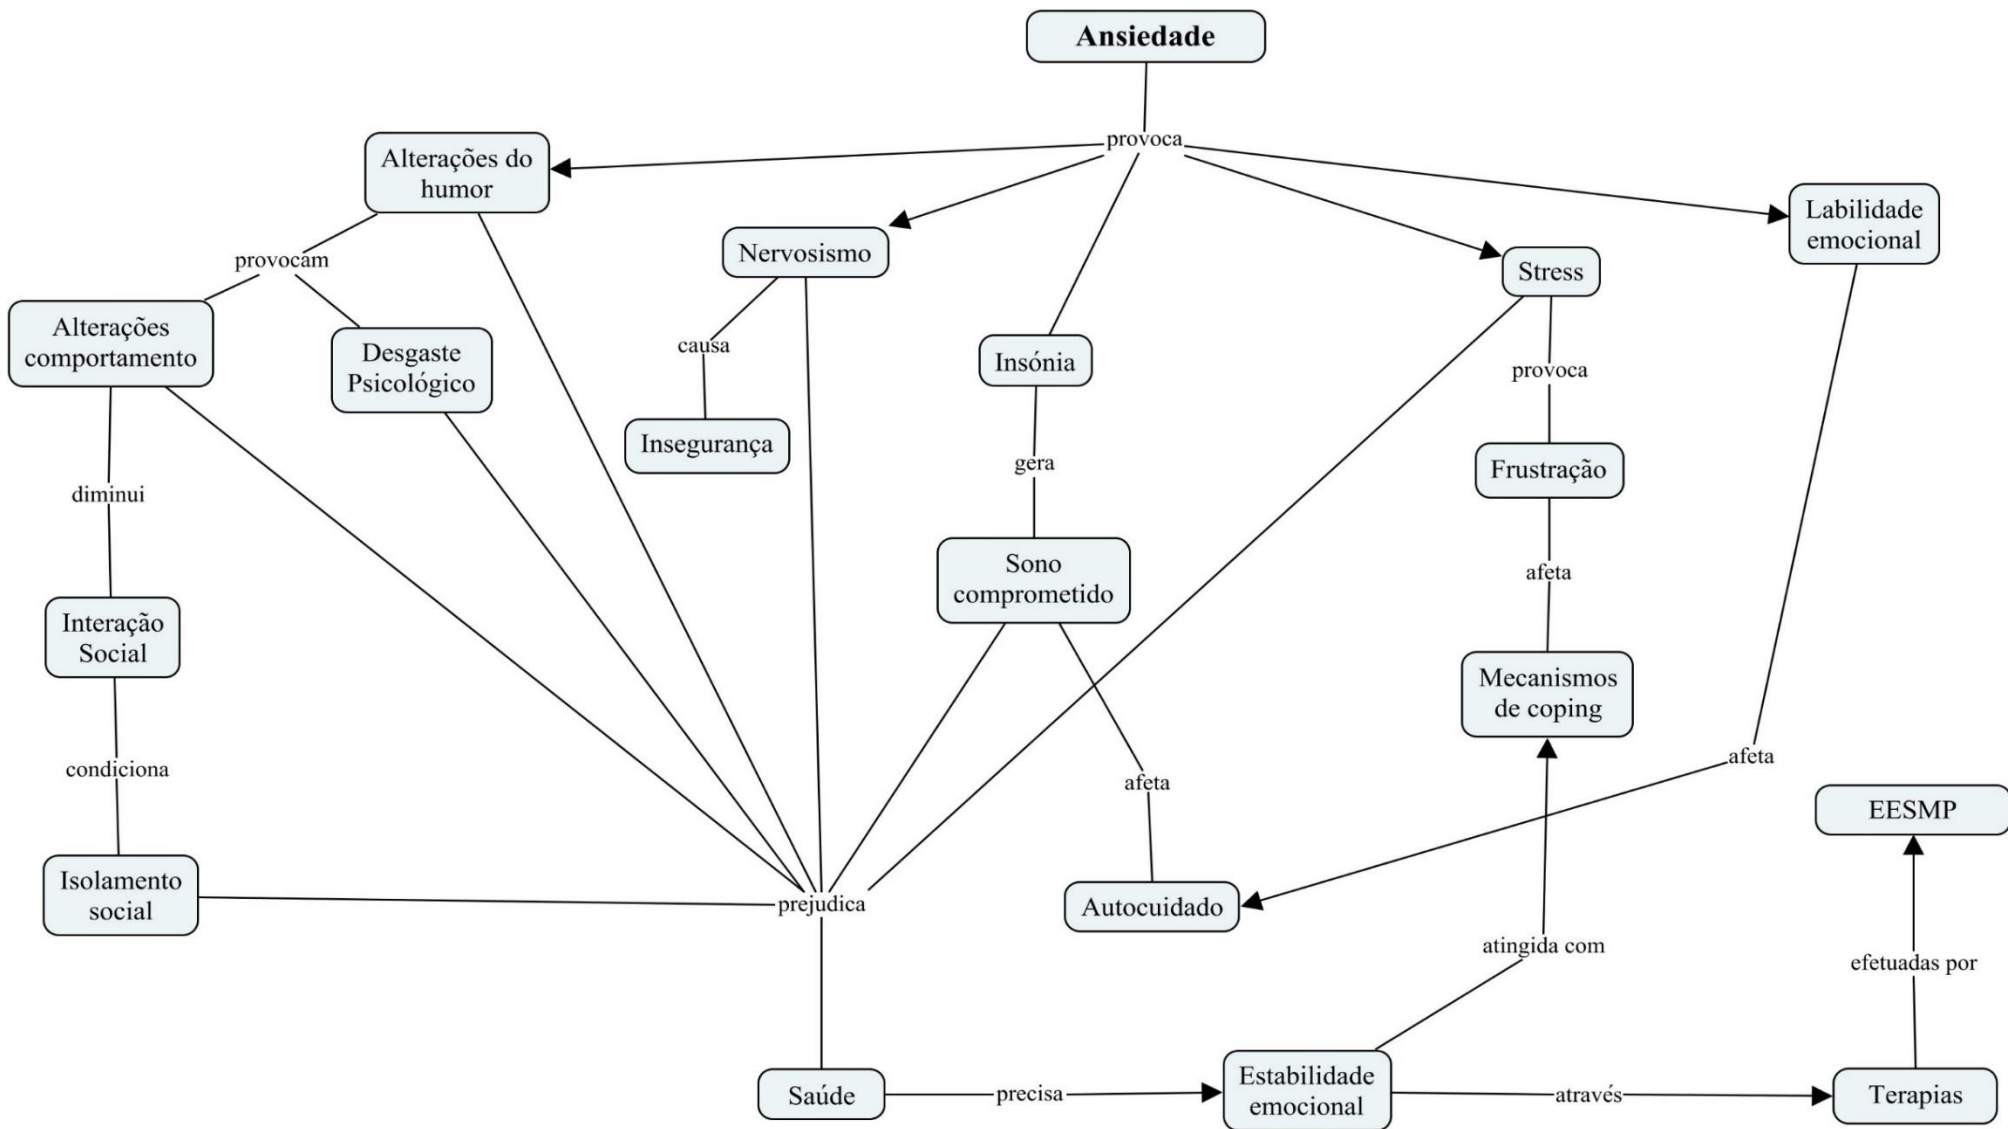 Ansiedade
provoca
Alterações do
humor
Labilidade
emocional
Nervosismo
Stress
provocam
Alterações
comportamento
Desgaste
Psicológico
causa
Insónia
provoca
Insegurança
gera
Frustração
diminui
Sono
comprometido
afeta
Interação
Social
Mecanismos
de coping
condiciona
afeta
afeta
EESMP
Isolamento
social
prejudica
Autocuidado
atingida com
efetuadas por
Saúde
precisa
Estabilidade
emocional
através
Terapias